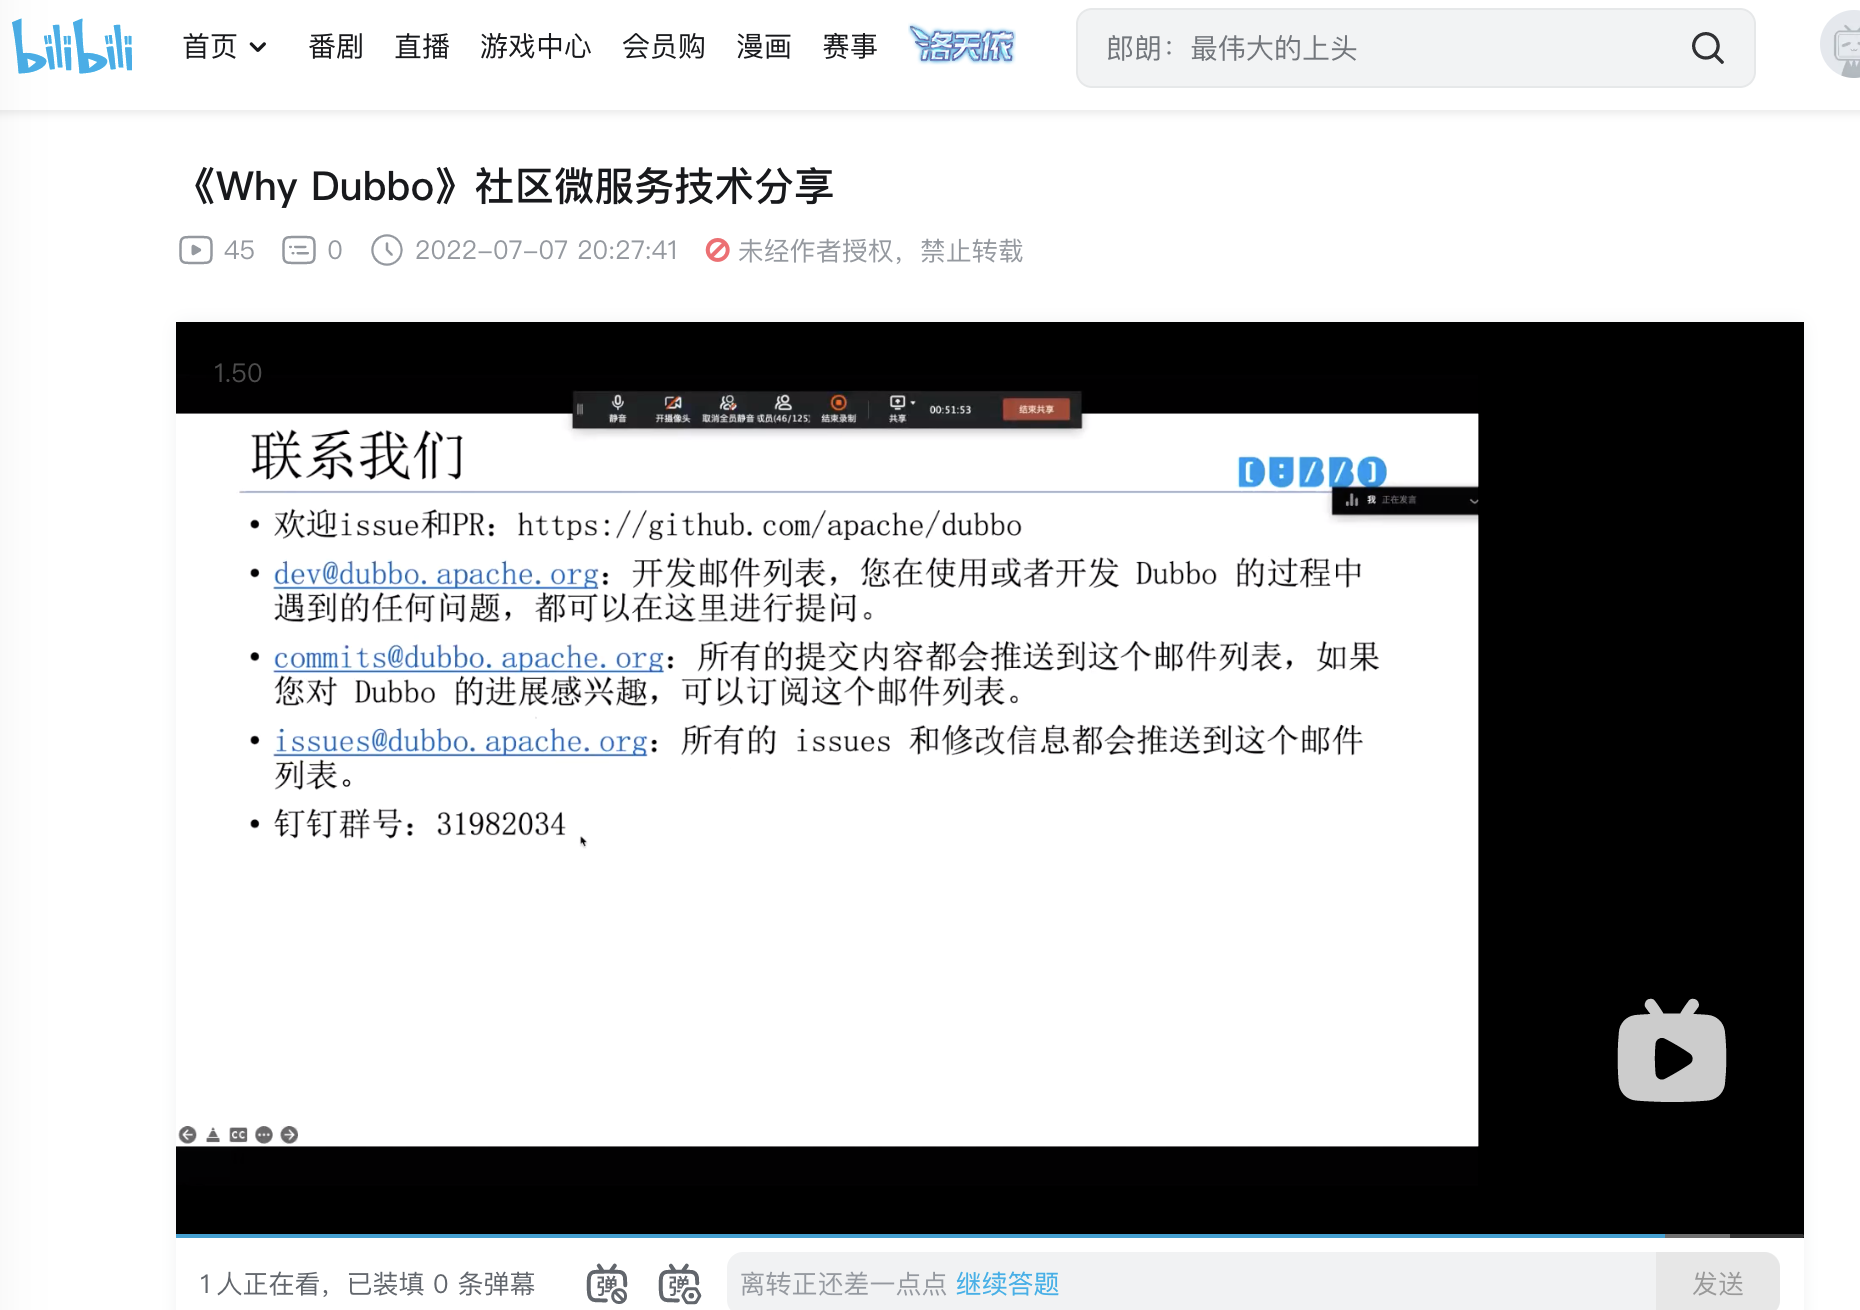 bilibili 首页 番剧 直播 游戏中心 会员购 漫画 赛事 洛天依 郎朗：最伟大的上头
《Why Dubbo》社区微服务技术分享
45 0 2022-07-07 20:27:41 未经作者授权，禁止转载
1.50
静音 开摄像头 取消全员静音 成员(46/125) 结束录制 共享 00:51:53 结束共享
联系我们
DUBBO
我 正在发言
• 欢迎issue和PR：https://github.com/apache/dubbo
• dev@dubbo.apache.org：开发邮件列表，您在使用或者开发 Dubbo 的过程中
遇到的任何问题，都可以在这里进行提问。
• commits@dubbo.apache.org：所有的提交内容都会推送到这个邮件列表，如果
您对 Dubbo 的进展感兴趣，可以订阅这个邮件列表。
• issues@dubbo.apache.org：所有的 issues 和修改信息都会推送到这个邮件
列表。
• 钉钉群号：31982034
CC
1人正在看，已装填 0 条弹幕 弹 弹 离转正还差一点点 继续答题 发送